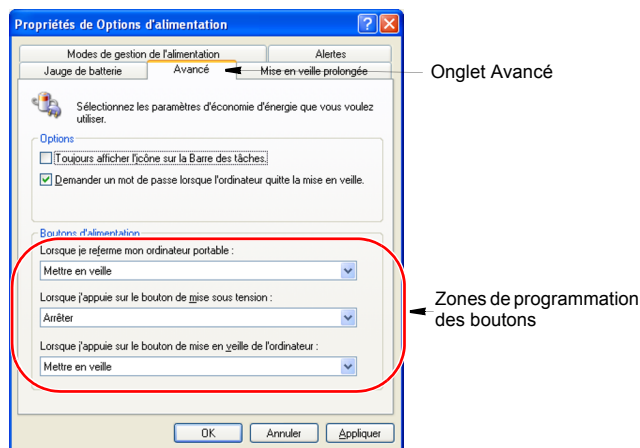 Propriétés de Options d'alimentation
Modes de gestion de l'alimentation
Alertes
Jauge de batterie
Avancé
Mise en veille prolongée
Onglet Avancé
Sélectionnez les paramètres d'économie d'énergie que vous voulez
utiliser.
Options
Toujours afficher l'icône sur la Barre des tâches.
Demander un mot de passe lorsque l'ordinateur quitte la mise en veille.
Boutons d'alimentation
Lorsque je referme mon ordinateur portable :
Mettre en veille
Lorsque j'appuie sur le bouton de mise sous tension :
Arrêter
Lorsque j'appuie sur le bouton de mise en veille de l'ordinateur :
Mettre en veille
Zones de programmation
des boutons
OK
Annuler
Appliquer